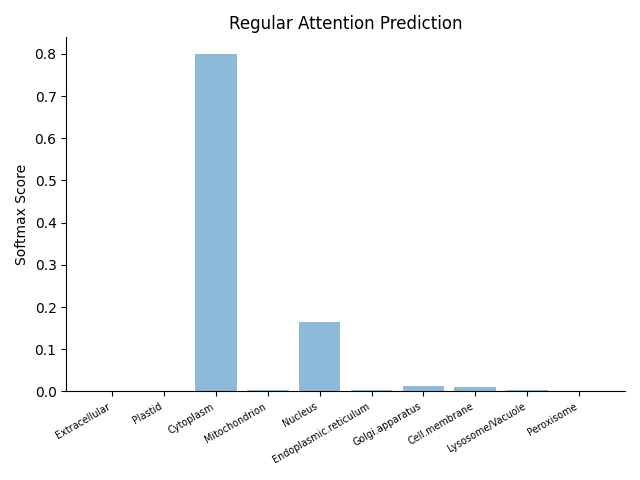 Regular Attention Prediction
Softmax Score
0.8
0.7
0.6
0.5
0.4
0.3
0.2
0.1
0.0
Extracellular
Plastid
Cytoplasm
Mitochondrion
Nucleus
Endoplasmic.reticulum
Golgi.apparatus
Cell.membrane
Lysosome/Vacuole
Peroxisome